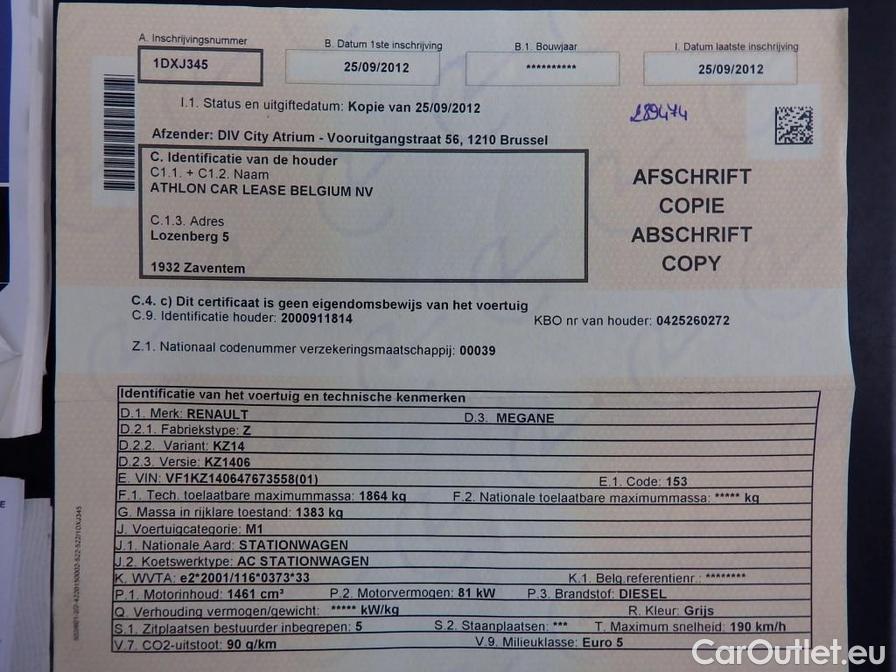 A. Inschrijvingsnummer
B. Datum 1ste inschrijving
B.1. Bouwjaar
I. Datum laatste inschrijving
1DXJ345
25/09/2012
**********
25/09/2012
I.1. Status en uitgiftedatum: Kopie van 25/09/2012
289474
Afzender: DIV City Atrium - Vooruitgangstraat 56, 1210 Brussel
C. Identificatie van de houder
C1.1. + C1.2. Naam
ATHLON CAR LEASE BELGIUM NV
C.1.3. Adres
Lozenberg 5
1932 Zaventem
AFSCHRIFT
COPIE
ABSCHRIFT
COPY
C.4. c) Dit certificaat is geen eigendomsbewijs van het voertuig
C.9. Identificatie houder: 2000911814
KBO nr van houder: 0425260272
Z.1. Nationaal codenummer verzekeringsmaatschappij: 00039
Identificatie van het voertuig en technische kenmerken
D.1. Merk: RENAULT
D.3. MEGANE
D.2.1. Fabriekstype: Z
D.2.2. Variant: KZ14
D.2.3. Versie: KZ1406
E. VIN: VF1KZ140647673558(01)
E.1. Code: 153
F.1. Tech. toelaatbare maximummassa: 1864 kg
F.2. Nationale toelaatbare maximummassa: ***** kg
G. Massa in rijklare toestand: 1383 kg
J. Voertuigcategorie: M1
J.1. Nationale Aard: STATIONWAGEN
J.2. Koetswerktype: AC STATIONWAGEN
K. WVTA: e2*2001/116*0373*33
K.1. Belg.referentienr.: ********
P.1. Motorinhoud: 1461 cm³
P.2. Motorvermogen: 81 kW
P.3. Brandstof: DIESEL
Q. Verhouding vermogen/gewicht: ***** kW/kg
R. Kleur: Grijs
S.1. Zitplaatsen bestuurder inbegrepen: 5
S.2. Staanplaatsen: ***
T. Maximum snelheid: 190 km/h
V.7. CO2-uitstoot: 90 g/km
V.9. Milieuklasse: Euro 5
CarOutlet.eu